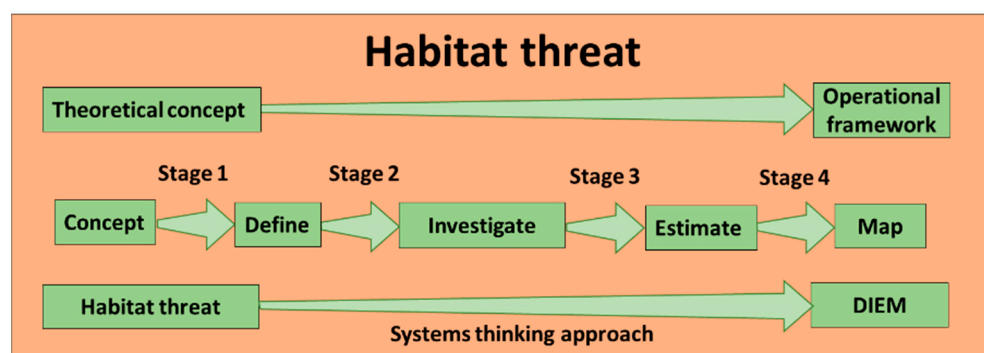 Habitat threat
Theoretical concept
Operational
framework
Stage 1
Stage 2
Stage 3
Stage 4
Concept
Define
Investigate
Estimate
Map
Habitat threat
DIEM
Systems thinking approach